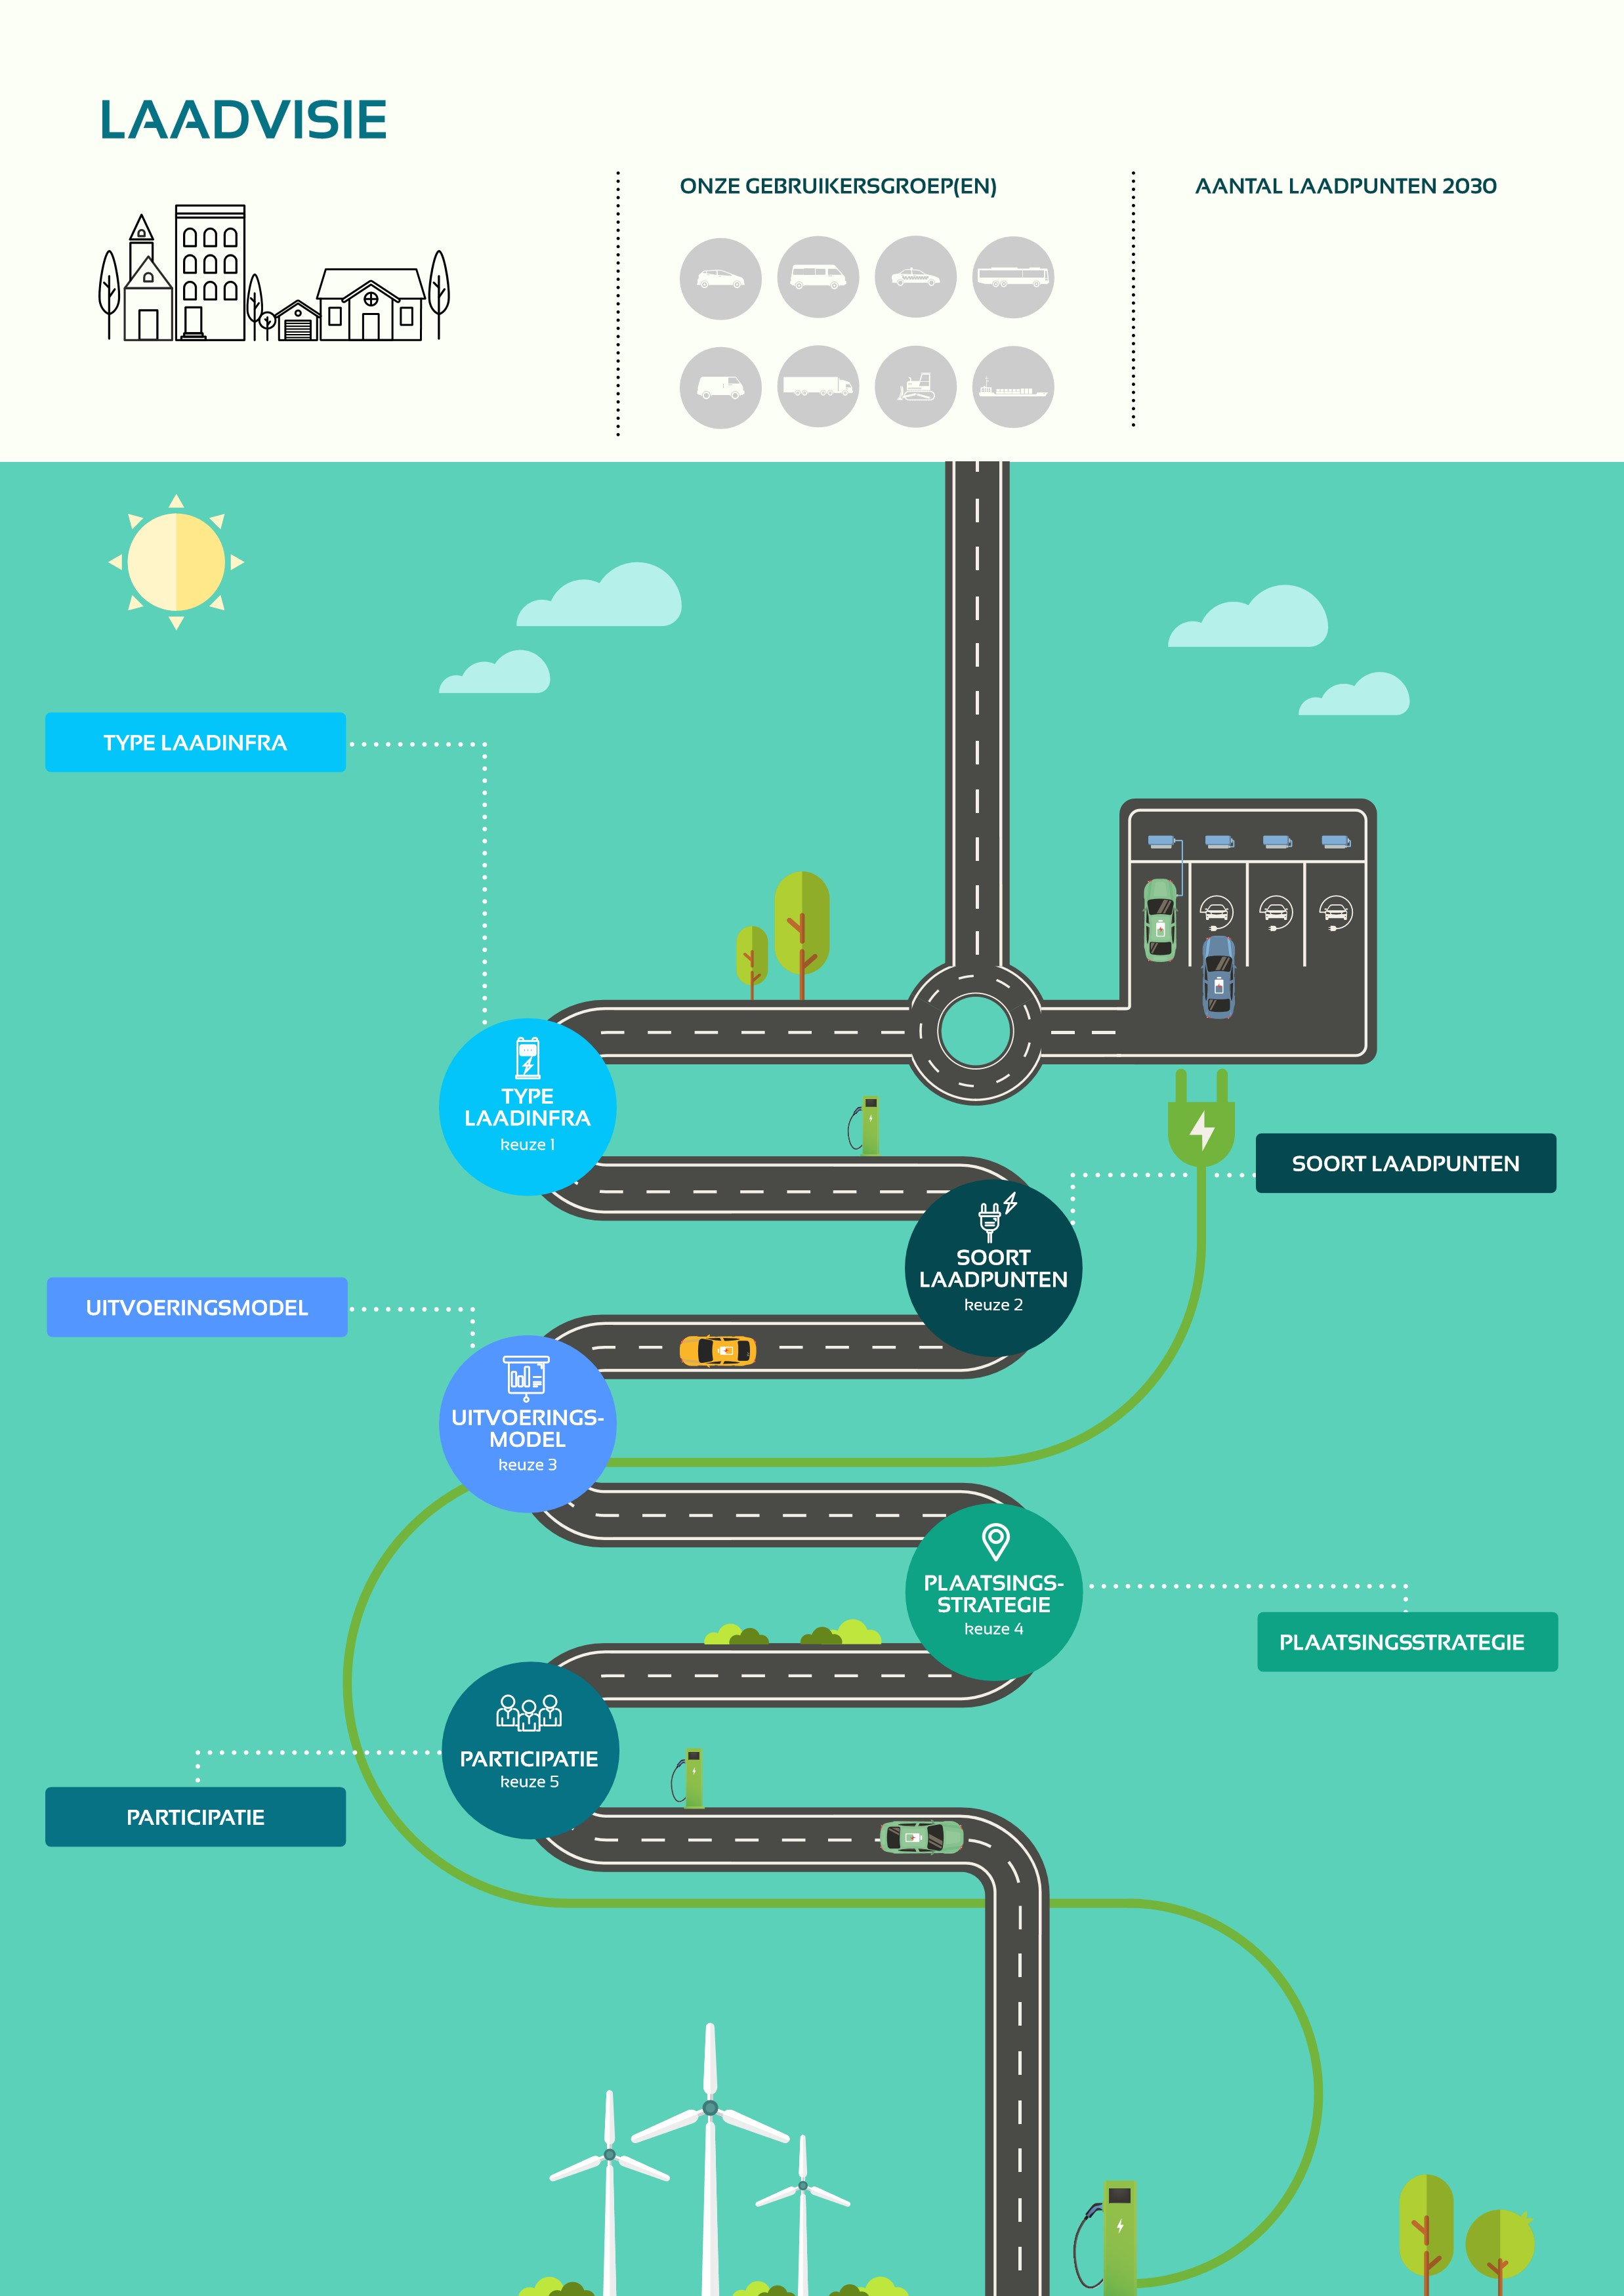 LAADVISIE
ONZE GEBRUIKERSGROEP(EN)
AANTAL LAADPUNTEN 2030
TYPE LAADINFRA
TYPE
LAADINFRA
keuze 1
SOORT LAADPUNTEN
SOORT
LAADPUNTEN
keuze 2
UITVOERINGSMODEL
UITVOERINGS-
MODEL
keuze 3
PLAATSINGS-
STRATEGIE
keuze 4
PLAATSINGSSTRATEGIE
PARTICIPATIE
keuze 5
PARTICIPATIE